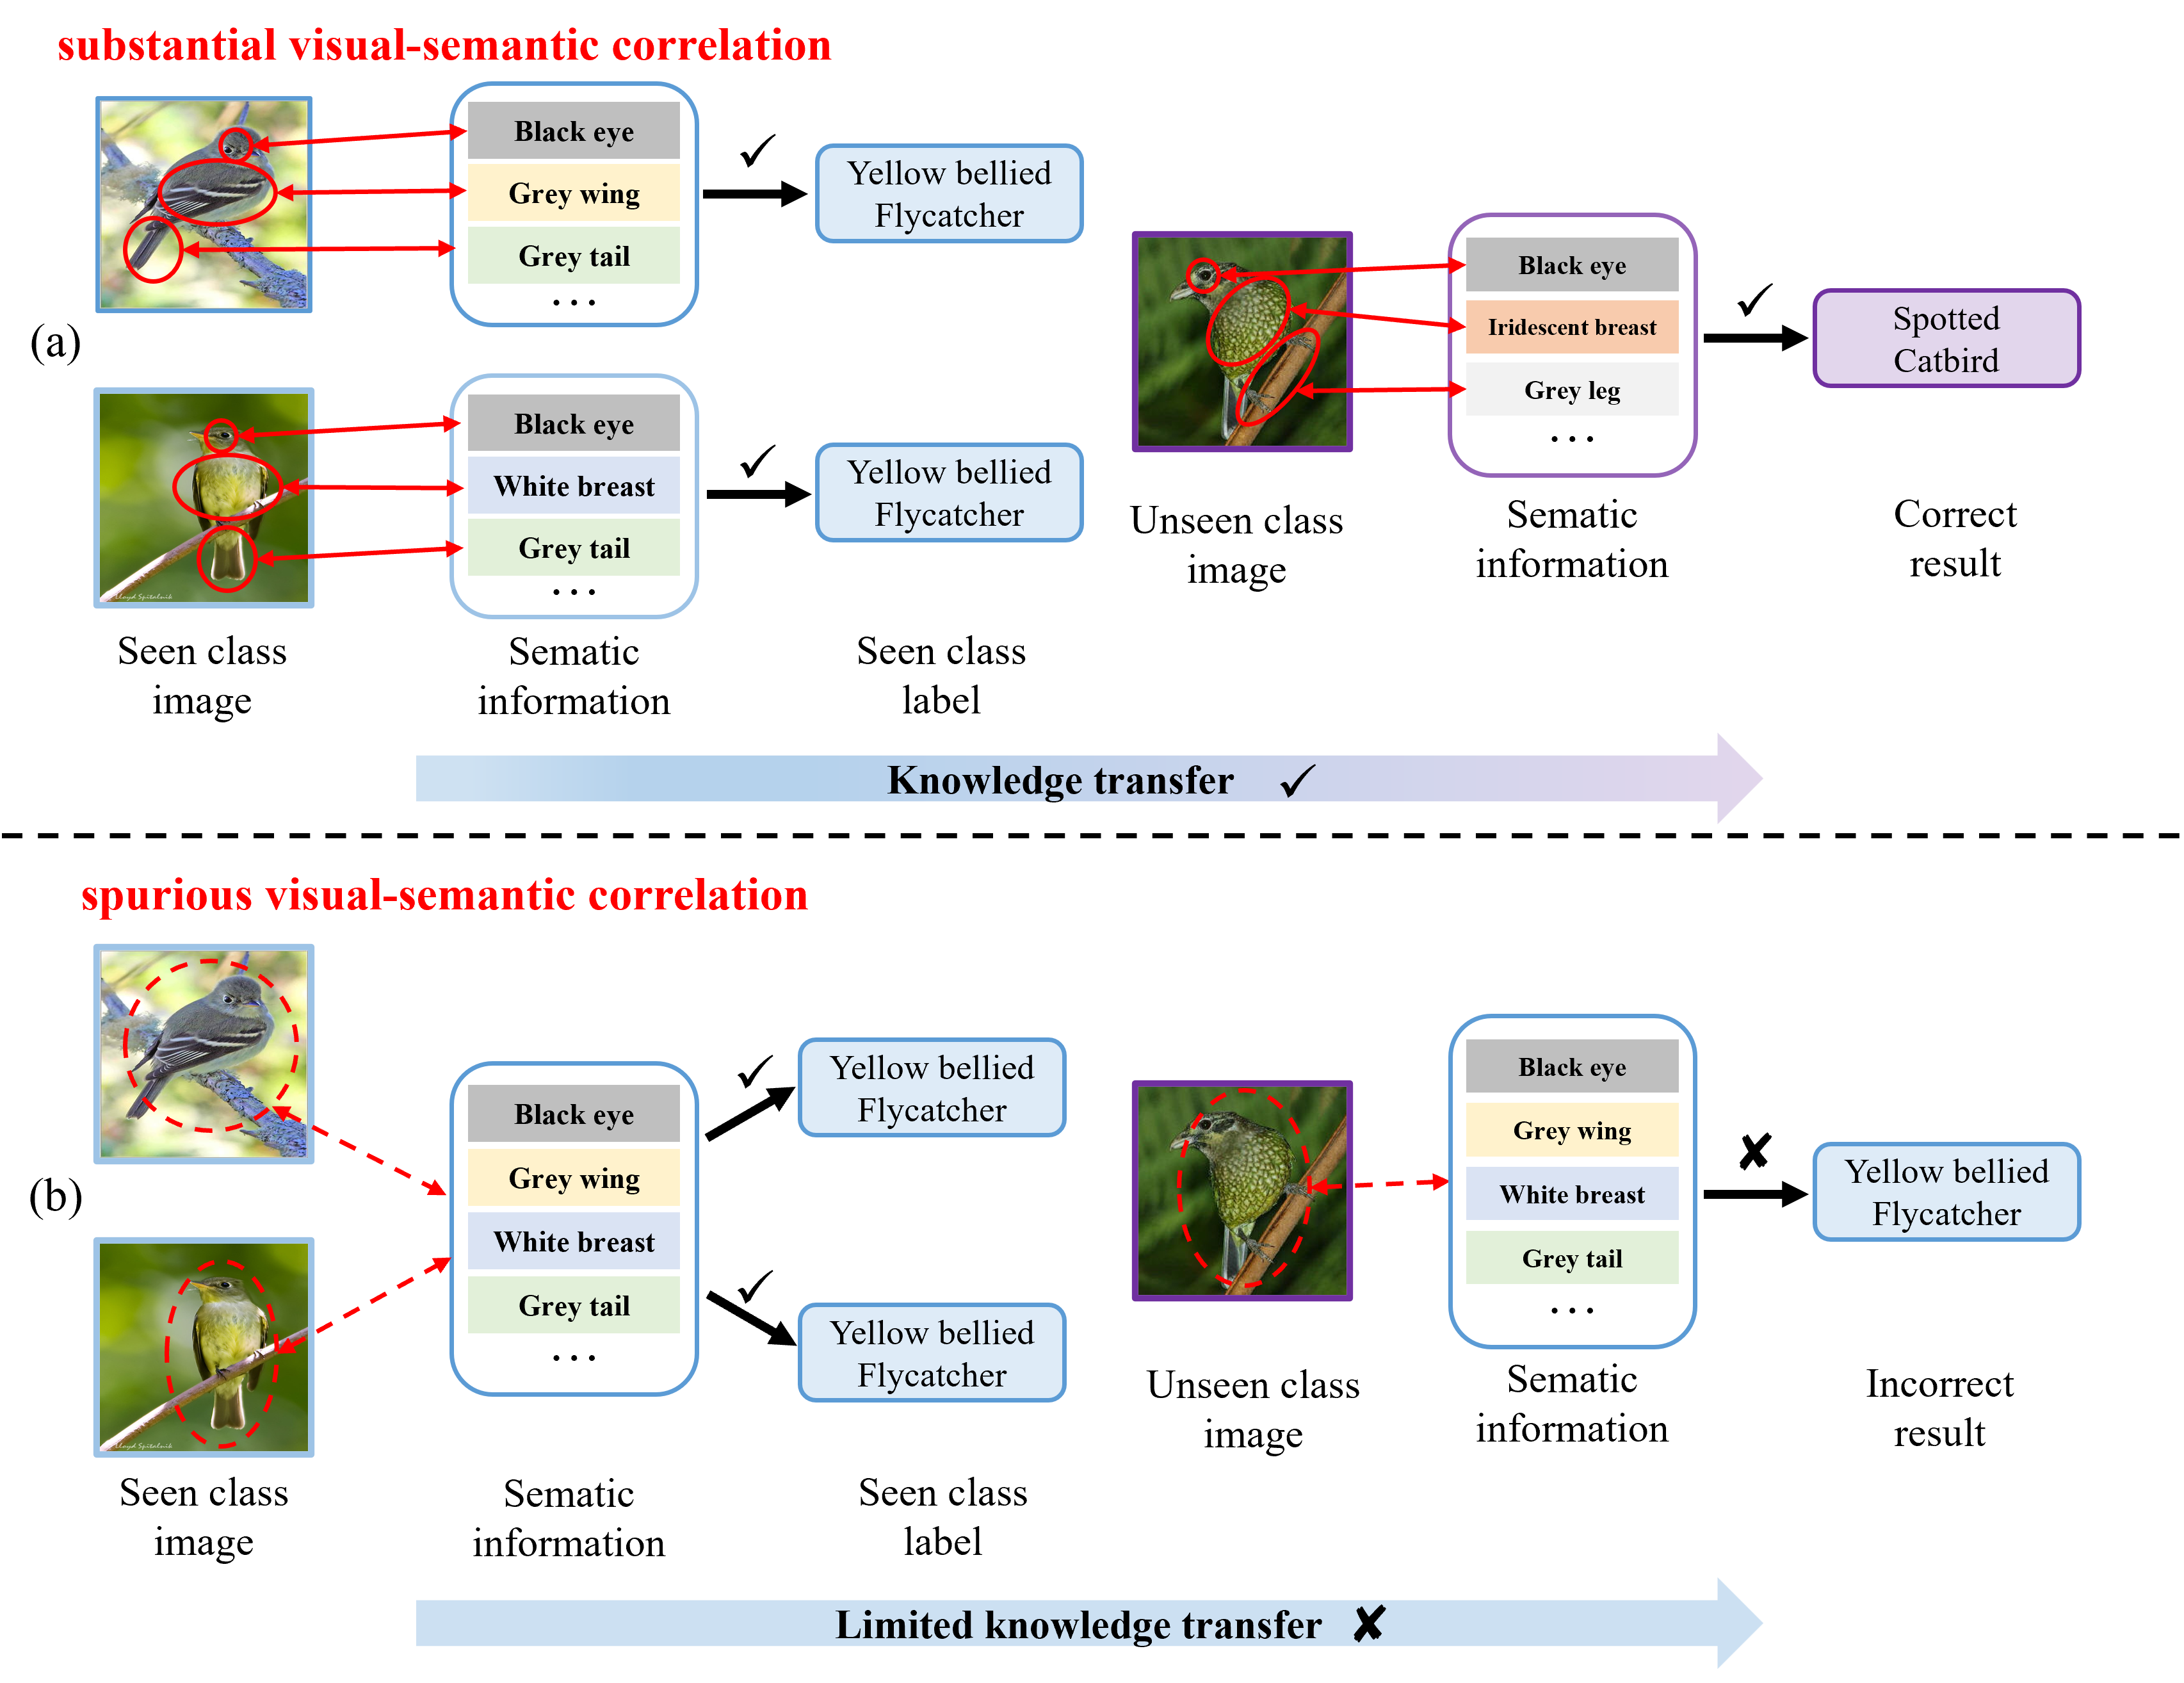 substantial visual-semantic correlation
(a)
Black eye
Grey wing
Grey tail
...
Yellow bellied
Flycatcher
Black eye
White breast
Grey tail
...
Yellow bellied
Flycatcher
Lloyd Spitalnik
Seen class
image
Sematic
information
Seen class
label
Black eye
Iridescent breast
Grey leg
...
Spotted
Catbird
Unseen class
image
Sematic
information
Correct
result
Knowledge transfer ✓
spurious visual-semantic correlation
(b)
Black eye
Grey wing
White breast
Grey tail
...
Yellow bellied
Flycatcher
Yellow bellied
Flycatcher
Lloyd Spitalnik
Seen class
image
Sematic
information
Seen class
label
Black eye
Grey wing
White breast
Grey tail
...
Yellow bellied
Flycatcher
Unseen class
image
Sematic
information
Incorrect
result
Limited knowledge transfer ✘